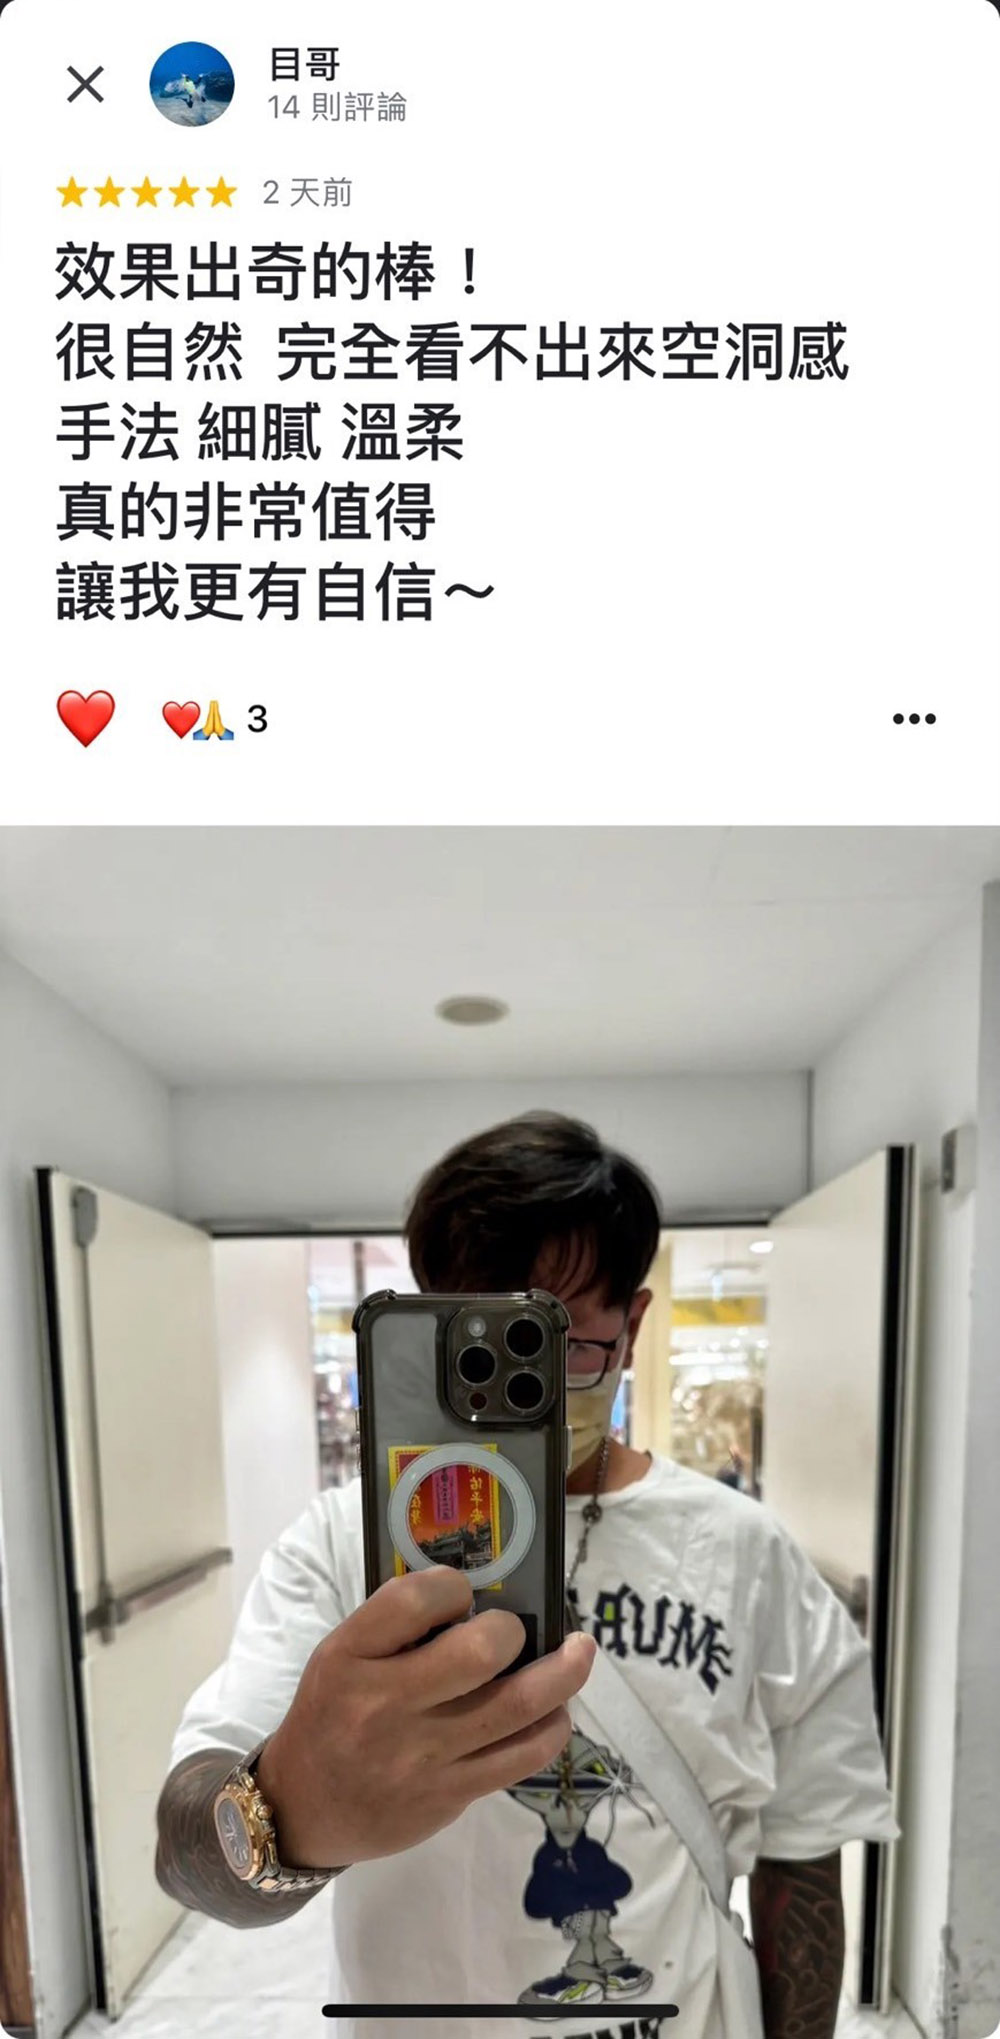 目哥
14 則評論
2 天前
效果出奇的棒！
很自然 完全看不出來空洞感
手法 細膩 溫柔
真的非常值得
讓我更有自信～
3